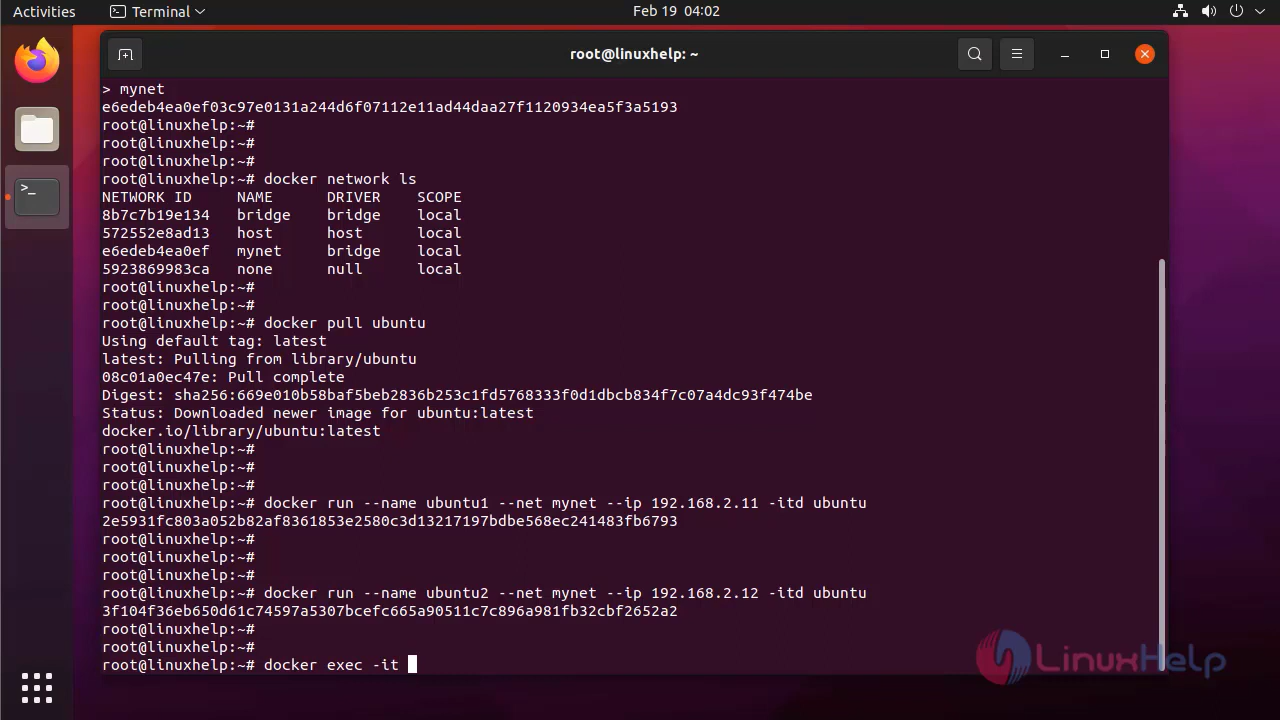 Activities Terminal Feb 19 04:02
root@linuxhelp: ~
> mynet
e6edeb4ea0ef03c97e0131a244d6f07112e11ad44daa27f1120934ea5f3a5193
root@linuxhelp:~#
root@linuxhelp:~#
root@linuxhelp:~#
root@linuxhelp:~# docker network ls
NETWORK ID NAME DRIVER SCOPE
8b7c7b19e134 bridge bridge local
572552e8ad13 host host local
e6edeb4ea0ef mynet bridge local
5923869983ca none null local
root@linuxhelp:~#
root@linuxhelp:~#
root@linuxhelp:~# docker pull ubuntu
Using default tag: latest
latest: Pulling from library/ubuntu
08c01a0ec47e: Pull complete
Digest: sha256:669e010b58baf5beb2836b253c1fd5768333f0d1dbcb834f7c07a4dc93f474be
Status: Downloaded newer image for ubuntu:latest
docker.io/library/ubuntu:latest
root@linuxhelp:~#
root@linuxhelp:~#
root@linuxhelp:~#
root@linuxhelp:~# docker run --name ubuntu1 --net mynet --ip 192.168.2.11 -itd ubuntu
2e5931fc803a052b82af8361853e2580c3d13217197bdbe568ec241483fb6793
root@linuxhelp:~#
root@linuxhelp:~#
root@linuxhelp:~#
root@linuxhelp:~# docker run --name ubuntu2 --net mynet --ip 192.168.2.12 -itd ubuntu
3f104f36eb650d61c74597a5307bcefc665a90511c7c896a981fb32cbf2652a2
root@linuxhelp:~#
root@linuxhelp:~#
root@linuxhelp:~# docker exec -it
LinuxHelp